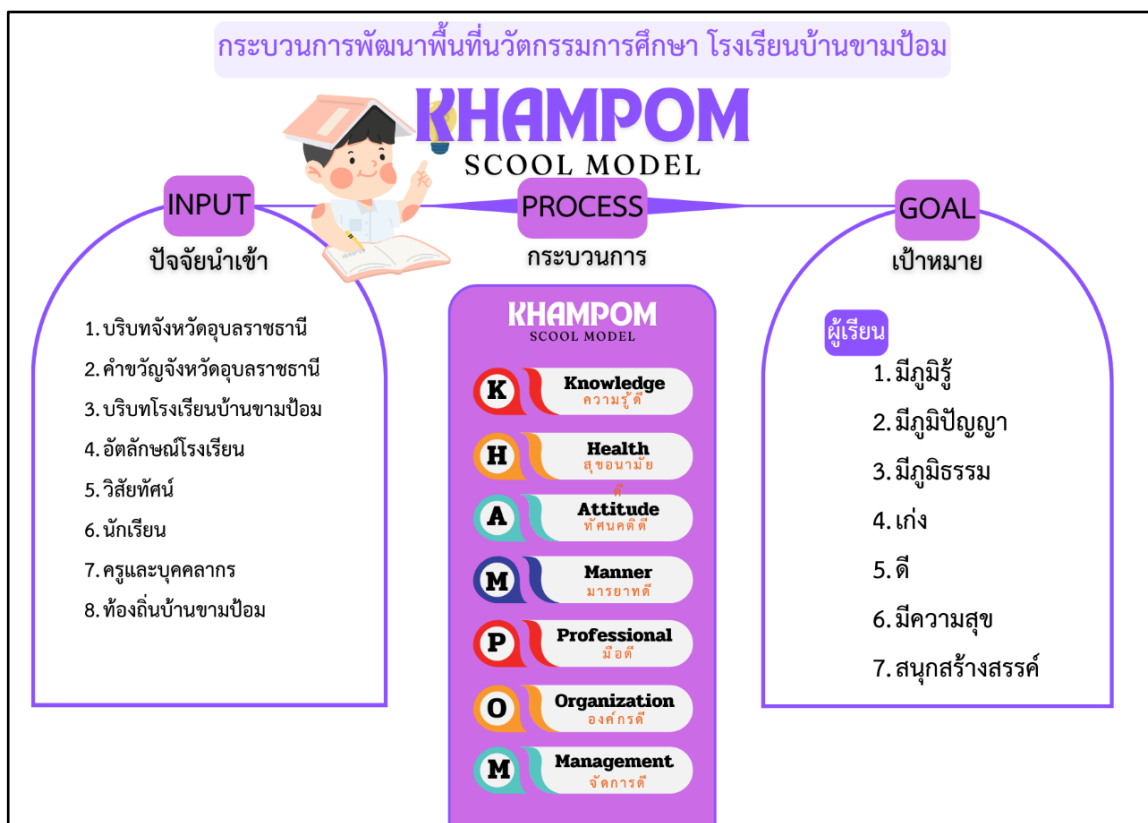 กระบวนการพัฒนาพื้นที่นวัตกรรมการศึกษา โรงเรียนบ้านขามป้อม
KHAMPOM
SCOOL MODEL
INPUT
ปัจจัยนำเข้า
1. บริบทจังหวัดอุบลราชธานี
2. คำขวัญจังหวัดอุบลราชธานี
3. บริบทโรงเรียนบ้านขามป้อม
4. อัตลักษณ์โรงเรียน
5. วิสัยทัศน์
6. นักเรียน
7. ครูและบุคคลากร
8. ท้องถิ่นบ้านขามป้อม
PROCESS
กระบวนการ
KHAMPOM
SCOOL MODEL
K Knowledge
ความรู้ดี
H Health
สุขอนามัย
ดี
A Attitude
ทัศนคติดี
M Manner
มารยาทดี
P Professional
มือดี
O Organization
องค์กรดี
M Management
จัดการดี
GOAL
เป้าหมาย
ผู้เรียน
1. มีภูมิรู้
2. มีภูมิปัญญา
3. มีภูมิธรรม
4. เก่ง
5. ดี
6. มีความสุข
7. สนุกสร้างสรรค์